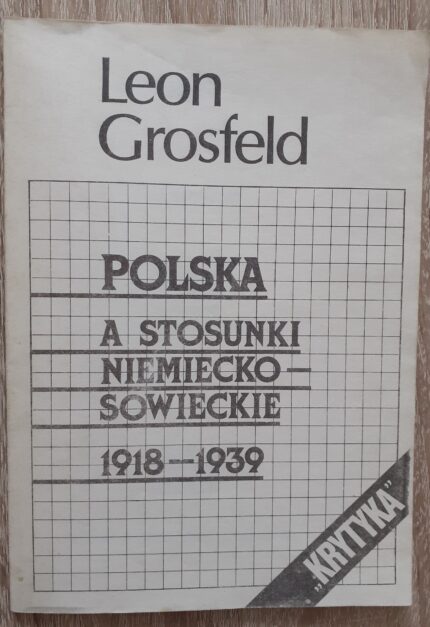 Leon
Grosfeld
POLSKA
A STOSUNKI
NIEMIECKO—
SOWIECKIE
1918—1939
„KRYTYKA”